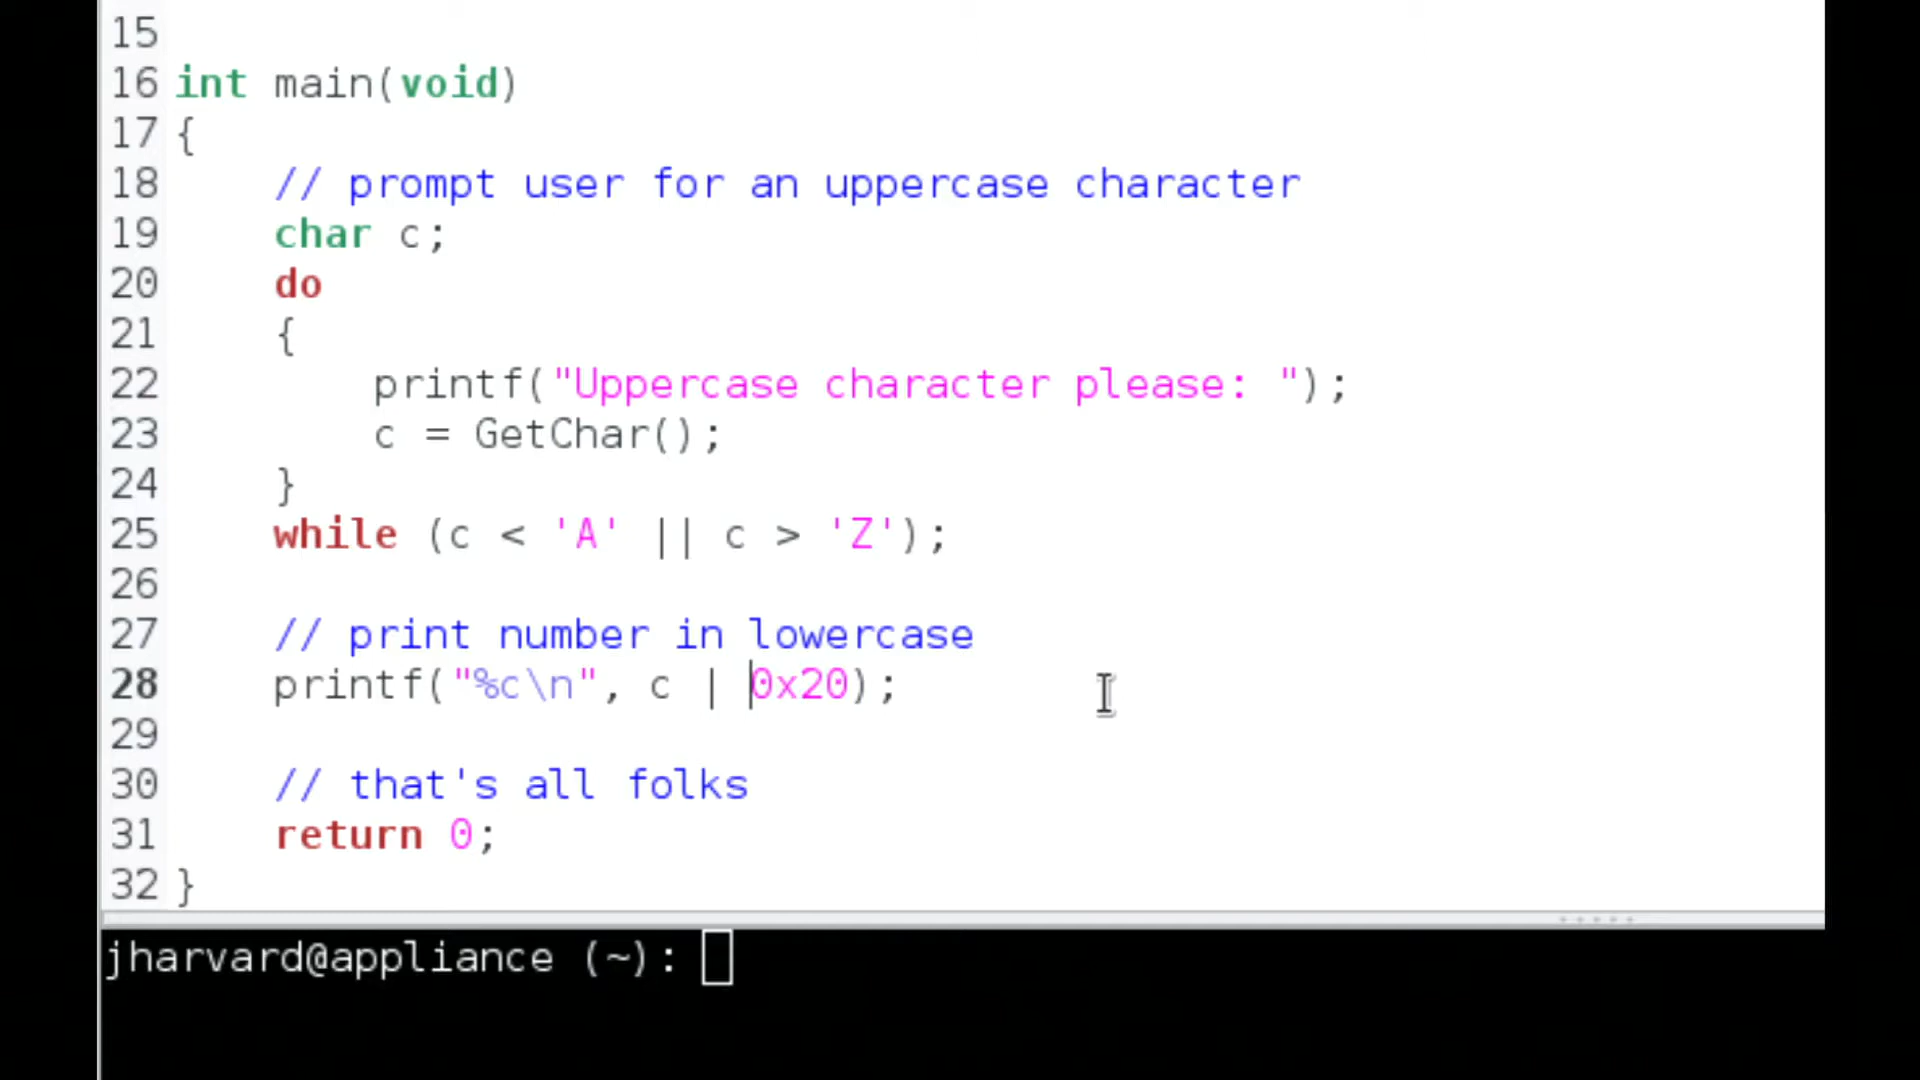 15
16 int main(void)
17 {
18     // prompt user for an uppercase character
19     char c;
20     do
21     {
22         printf("Uppercase character please: ");
23         c = GetChar();
24     }
25     while (c < 'A' || c > 'Z');
26
27     // print number in lowercase
28     printf("%c\n", c | 0x20);
29
30     // that's all folks
31     return 0;
32 }
jharvard@appliance (~):